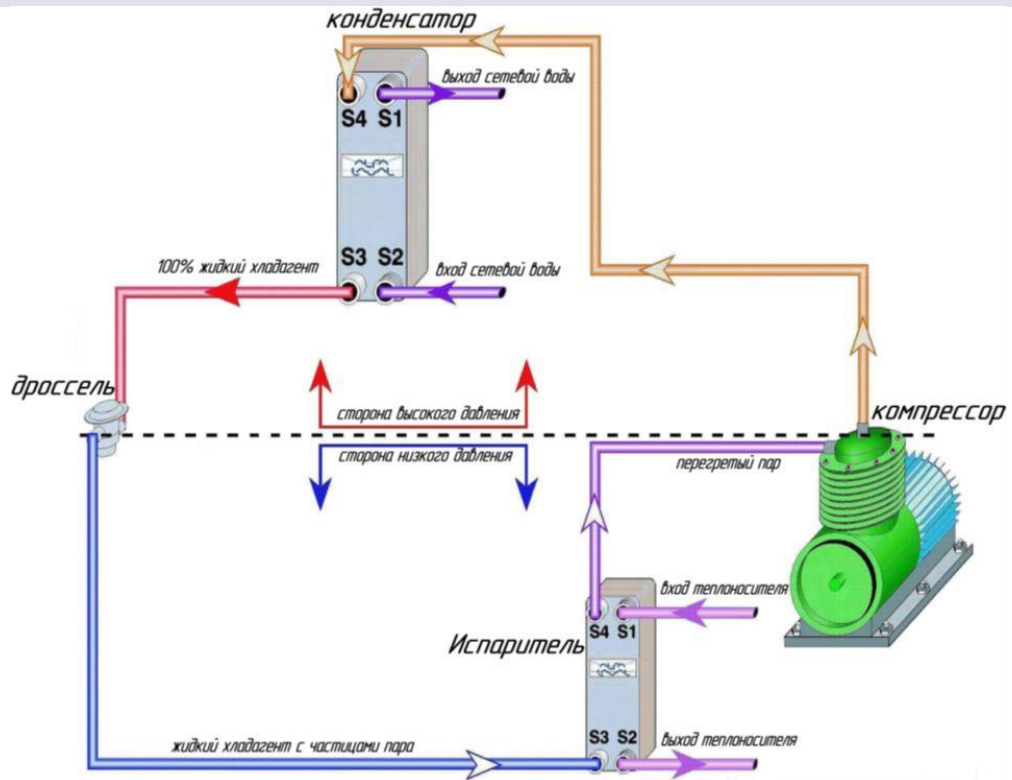 конденсатор
выход сетевой воды
S4 S1
S3 S2
100% жидкий хладагент
вход сетевой воды
дроссель
сторона высокого давления
компрессор
сторона низкого давления
перегретый пар
вход теплоносителя
S4 S1
Испаритель
S3 S2
жидкий хладагент с частицами пара
выход теплоносителя